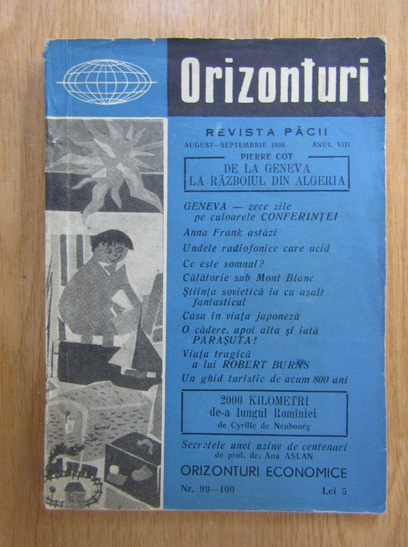 Orizonturi
REVISTA PĂCII
AUGUST—SEPTEMBRIE 1959 ANUL VIII
PIERRE COT
DE LA GENEVA
LA RĂZBOIUL DIN ALGERIA
GENEVA — zece zile
pe culoarele CONFERINȚEI
Anna Frank astăzi
Undele radiofonice care ucid
Ce este somnul?
Călătorie sub Mont Blanc
Știința sovietică ia cu asalt
fantasticul
Casa în viața japoneză
O cădere, apoi alta și iată
PARAȘUTA!
Viața tragică
a lui ROBERT BURNS
Un ghid turistic de acum 800 ani
2000 KILOMETRI
de-a lungul Rominiei
de Cyrille de Neubourg
Secretele unei uzine de centenari
de prof. dr. Ana ASLAN
ORIZONTURI ECONOMICE
Nr. 99—100 Lei 5